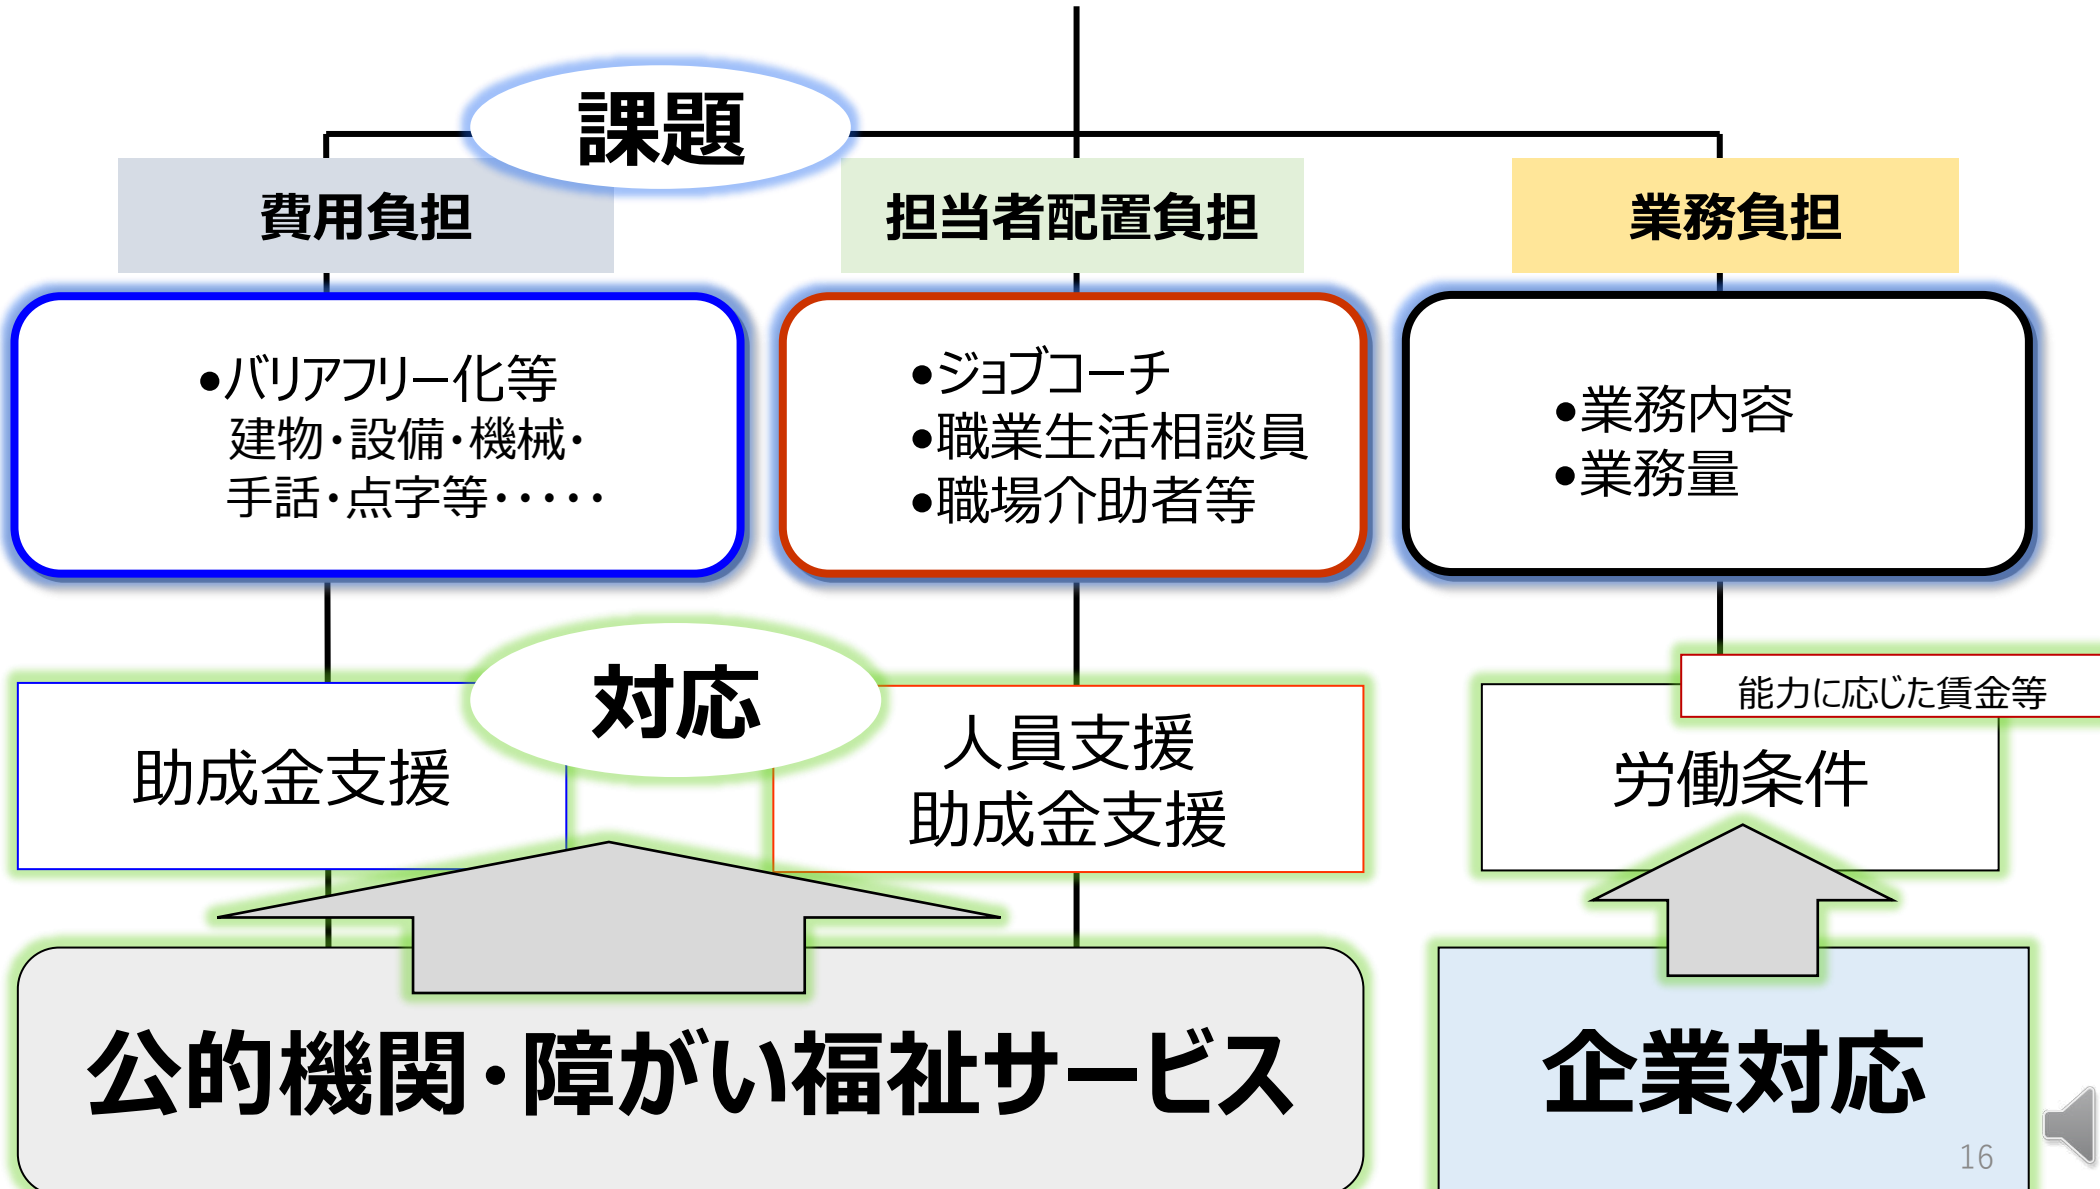 課題
費用負担
担当者配置負担
業務負担
●バリアフリー化等
建物・設備・機械・
手話・点字等・・・・・
●ジョブコーチ
●職業生活相談員
●職場介助者等
●業務内容
●業務量
対応
助成金支援
人員支援
助成金支援
能力に応じた賃金等
労働条件
公的機関・障がい福祉サービス
企業対応
16